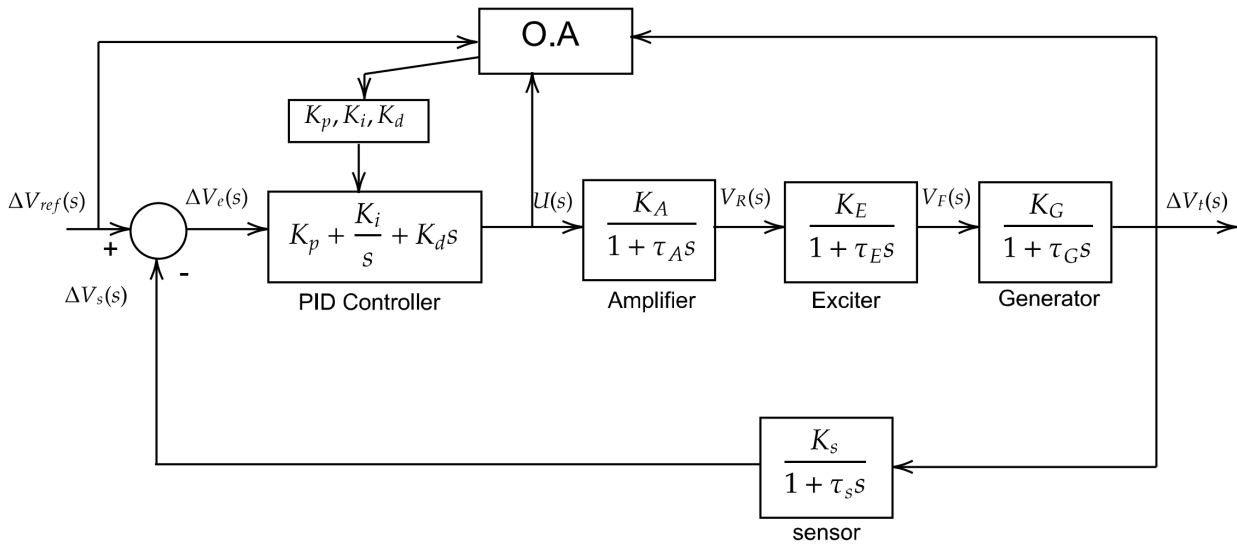 O.A
K_p, K_i, K_d
ΔV_ref(s)
+
-
ΔV_e(s)
K_p + K_i/s + K_d s
PID Controller
U(s)
K_A/(1 + τ_A s)
Amplifier
V_R(s)
K_E/(1 + τ_E s)
Exciter
V_F(s)
K_G/(1 + τ_G s)
Generator
ΔV_t(s)
ΔV_s(s)
K_s/(1 + τ_s s)
sensor